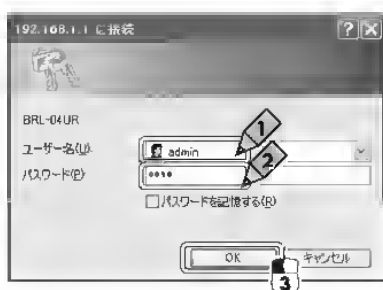 192.168.1.1 に接続
BRL-04UR
ユーザー名(U):
admin
1
パスワード(P):
••••
2
パスワードを記憶する(R)
OK
キャンセル
3